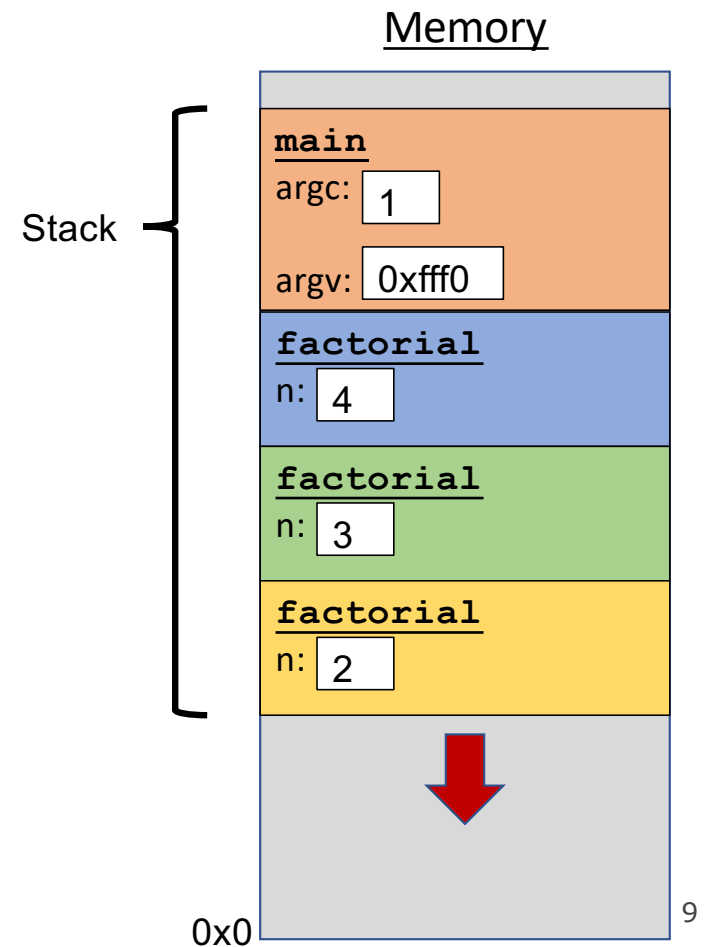 Memory
main
argc: 1
Stack
argv: 0xfff0
factorial
n: 4
factorial
n: 3
factorial
n: 2
0x0
9